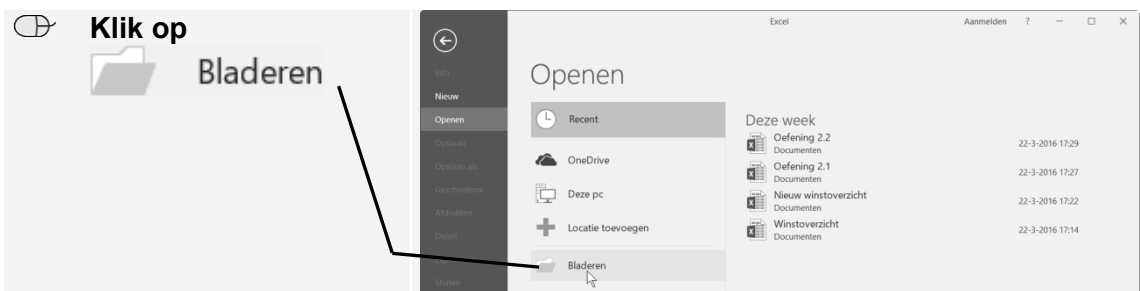 Klik op
Bladeren
Excel
Aanmelden ?
Info
Nieuw
Openen
Opslaan
Opslaan als
Geschiedenis
Afdrukken
Delen
Sluiten
Openen
Recent
OneDrive
Deze pc
Locatie toevoegen
Bladeren
Deze week
Oefening 2.2 22-3-2016 17:29
Documenten
Oefening 2.1 22-3-2016 17:27
Documenten
Nieuw winstoverzicht 22-3-2016 17:22
Documenten
Winstoverzicht 22-3-2016 17:14
Documenten